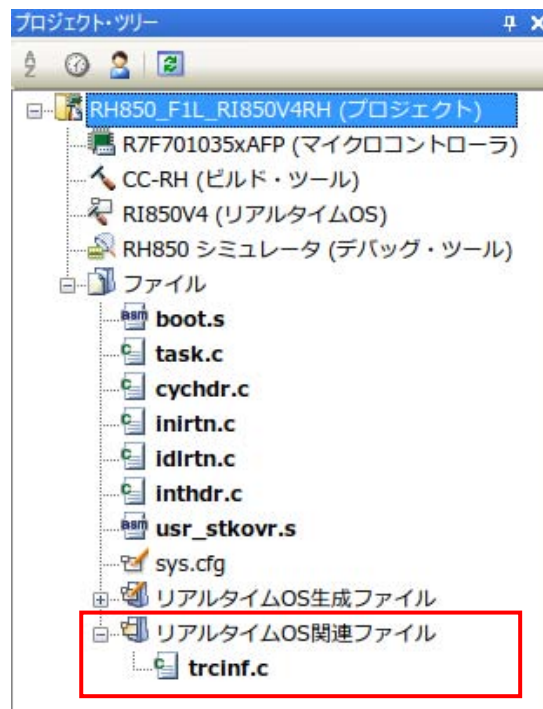 プロジェクト・ツリー
RH850_F1L_RI850V4RH (プロジェクト)
R7F701035xAFP (マイクロコントローラ)
CC-RH (ビルド・ツール)
RI850V4 (リアルタイムOS)
RH850 シミュレータ (デバッグ・ツール)
ファイル
boot.s
task.c
cychdr.c
inirtn.c
idlrtn.c
inthdr.c
usr_stkovr.s
sys.cfg
リアルタイムOS生成ファイル
リアルタイムOS関連ファイル
trcinf.c